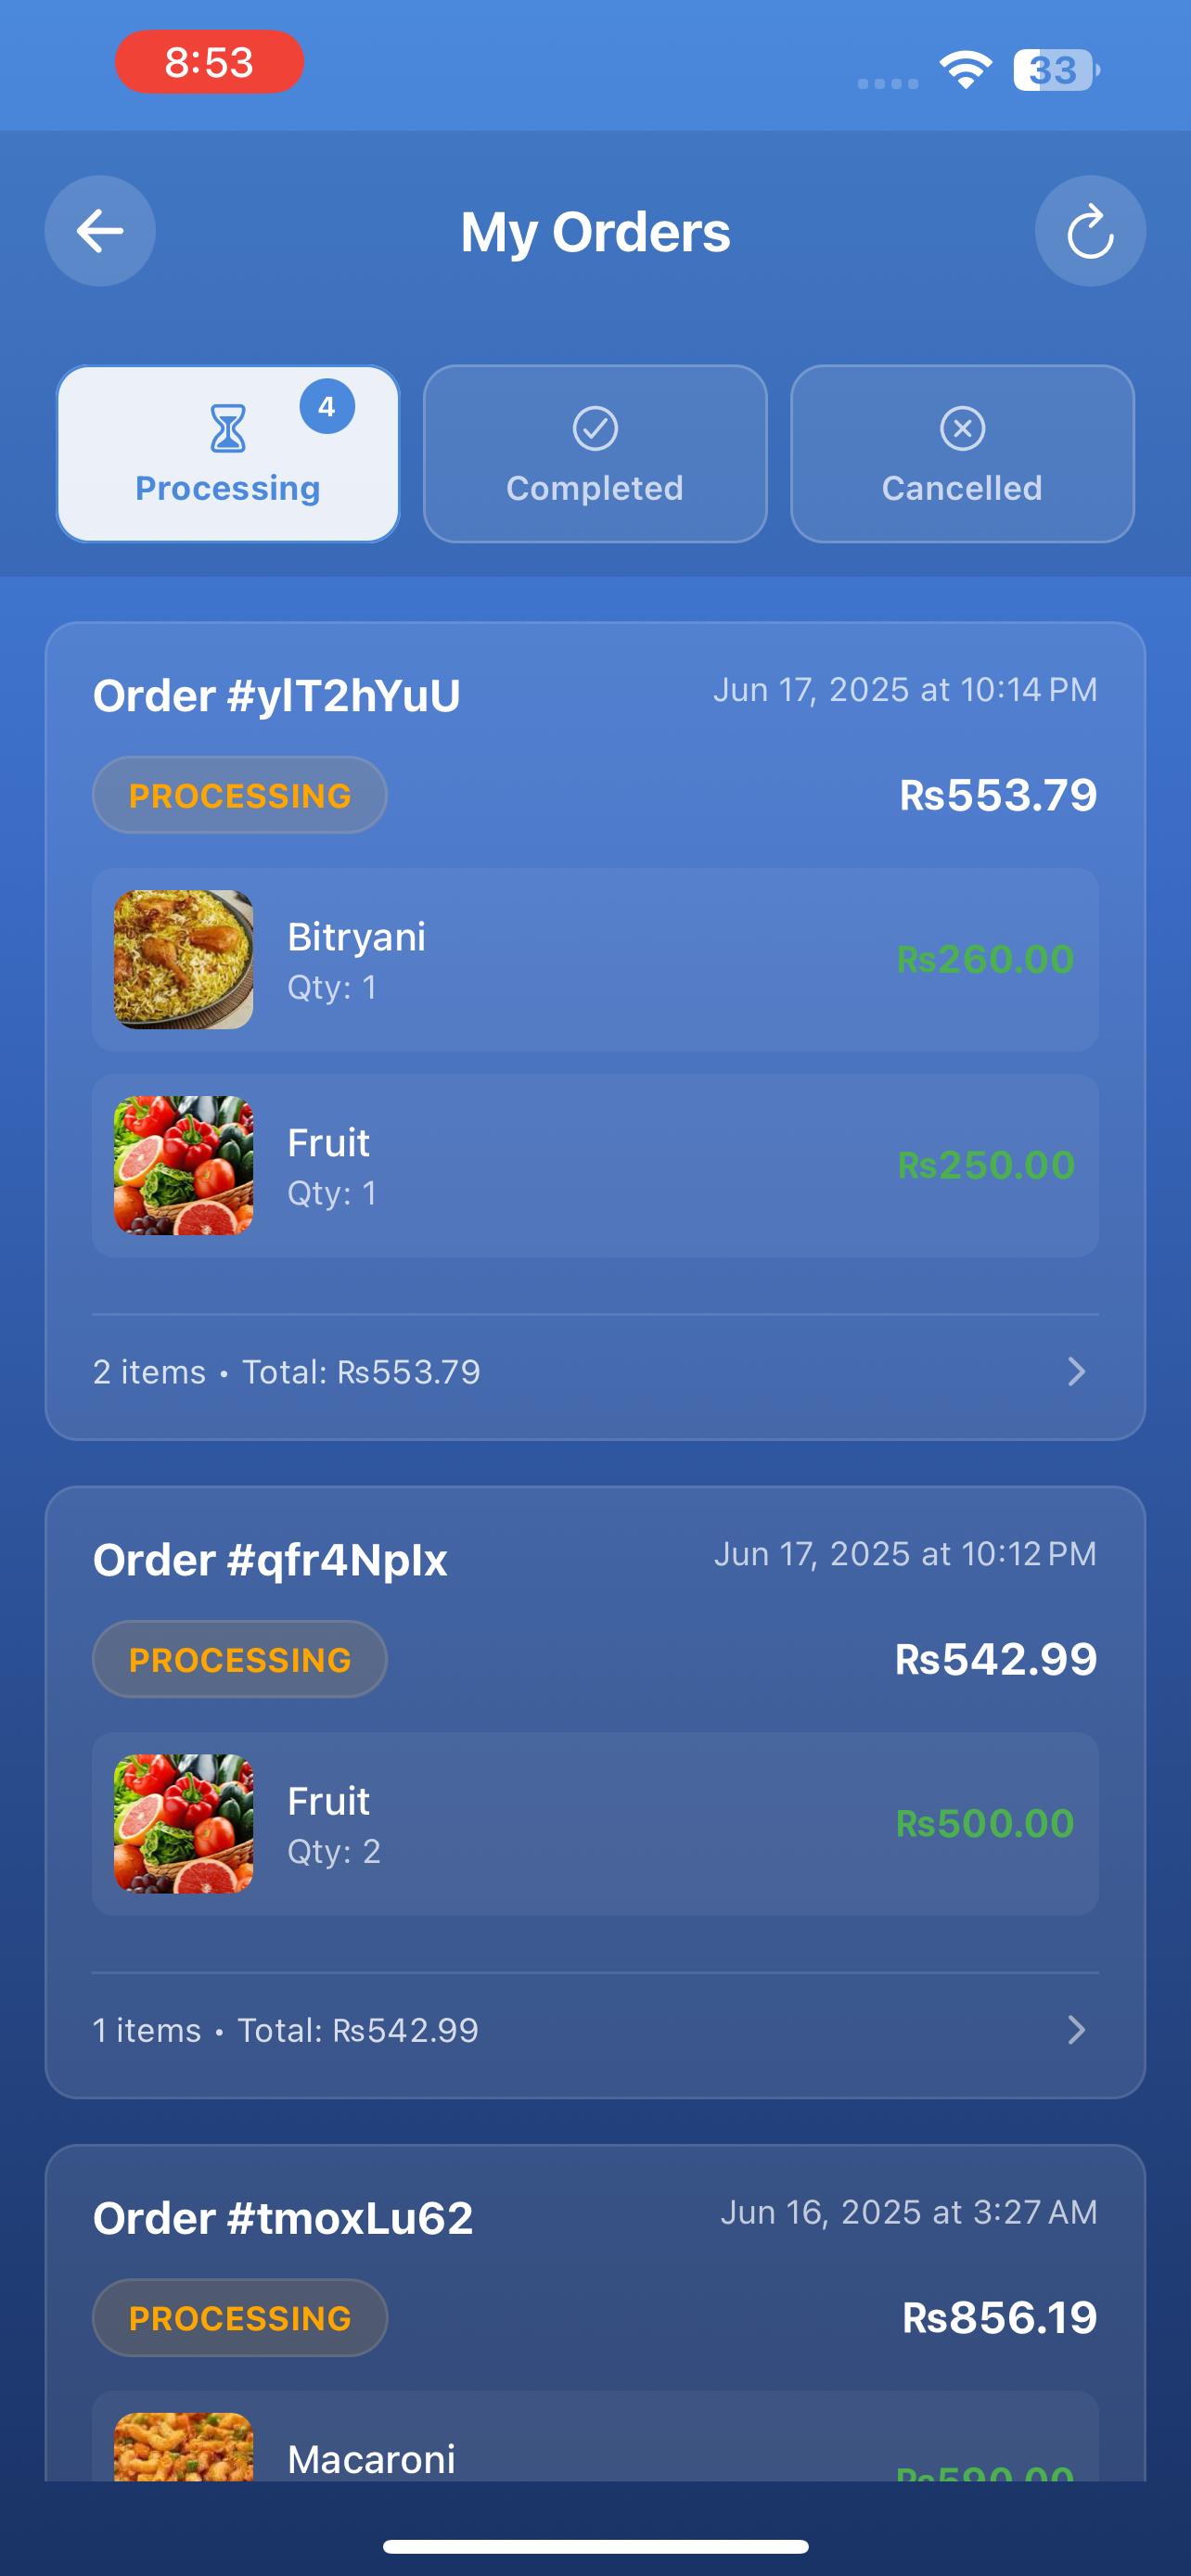 8:53
33
My Orders
4
Processing
Completed
Cancelled
Order #ylT2hYuU
Jun 17, 2025 at 10:14 PM
PROCESSING
₨553.79
Bitryani
₨260.00
Qty: 1
Fruit
₨250.00
Qty: 1
2 items • Total: ₨553.79
Order #qfr4NpIx
Jun 17, 2025 at 10:12 PM
PROCESSING
₨542.99
Fruit
₨500.00
Qty: 2
1 items • Total: ₨542.99
Order #tmoxLu62
Jun 16, 2025 at 3:27 AM
PROCESSING
₨856.19
Macaroni
₨590.00